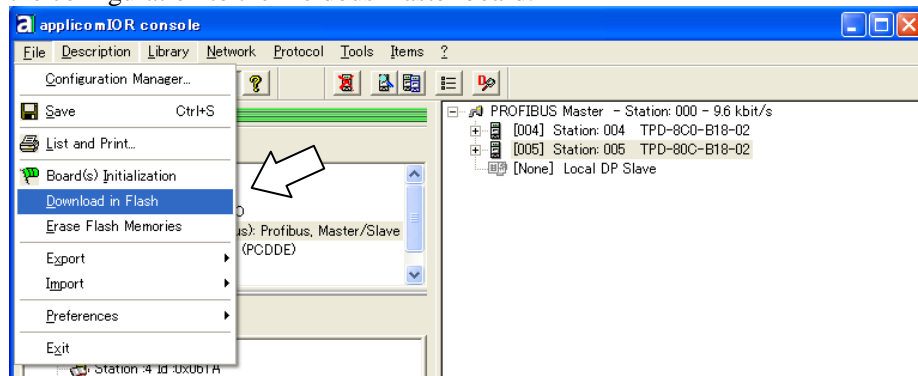 applicomIOR console
File Description Library Network Protocol Tools Items ?
Configuration Manager...
Save Ctrl+S
List and Print...
Board(s) Initialization
Download in Flash
Erase Flash Memories
Export
Import
Preferences
Exit
us): Profibus, Master/Slave
(PCDDE)
Station :4 Id :0x061A
PROFIBUS Master - Station: 000 - 9.6 kbit/s
[004] Station: 004 TPD-8C0-B18-02
[005] Station: 005 TPD-80C-B18-02
[None] Local DP Slave